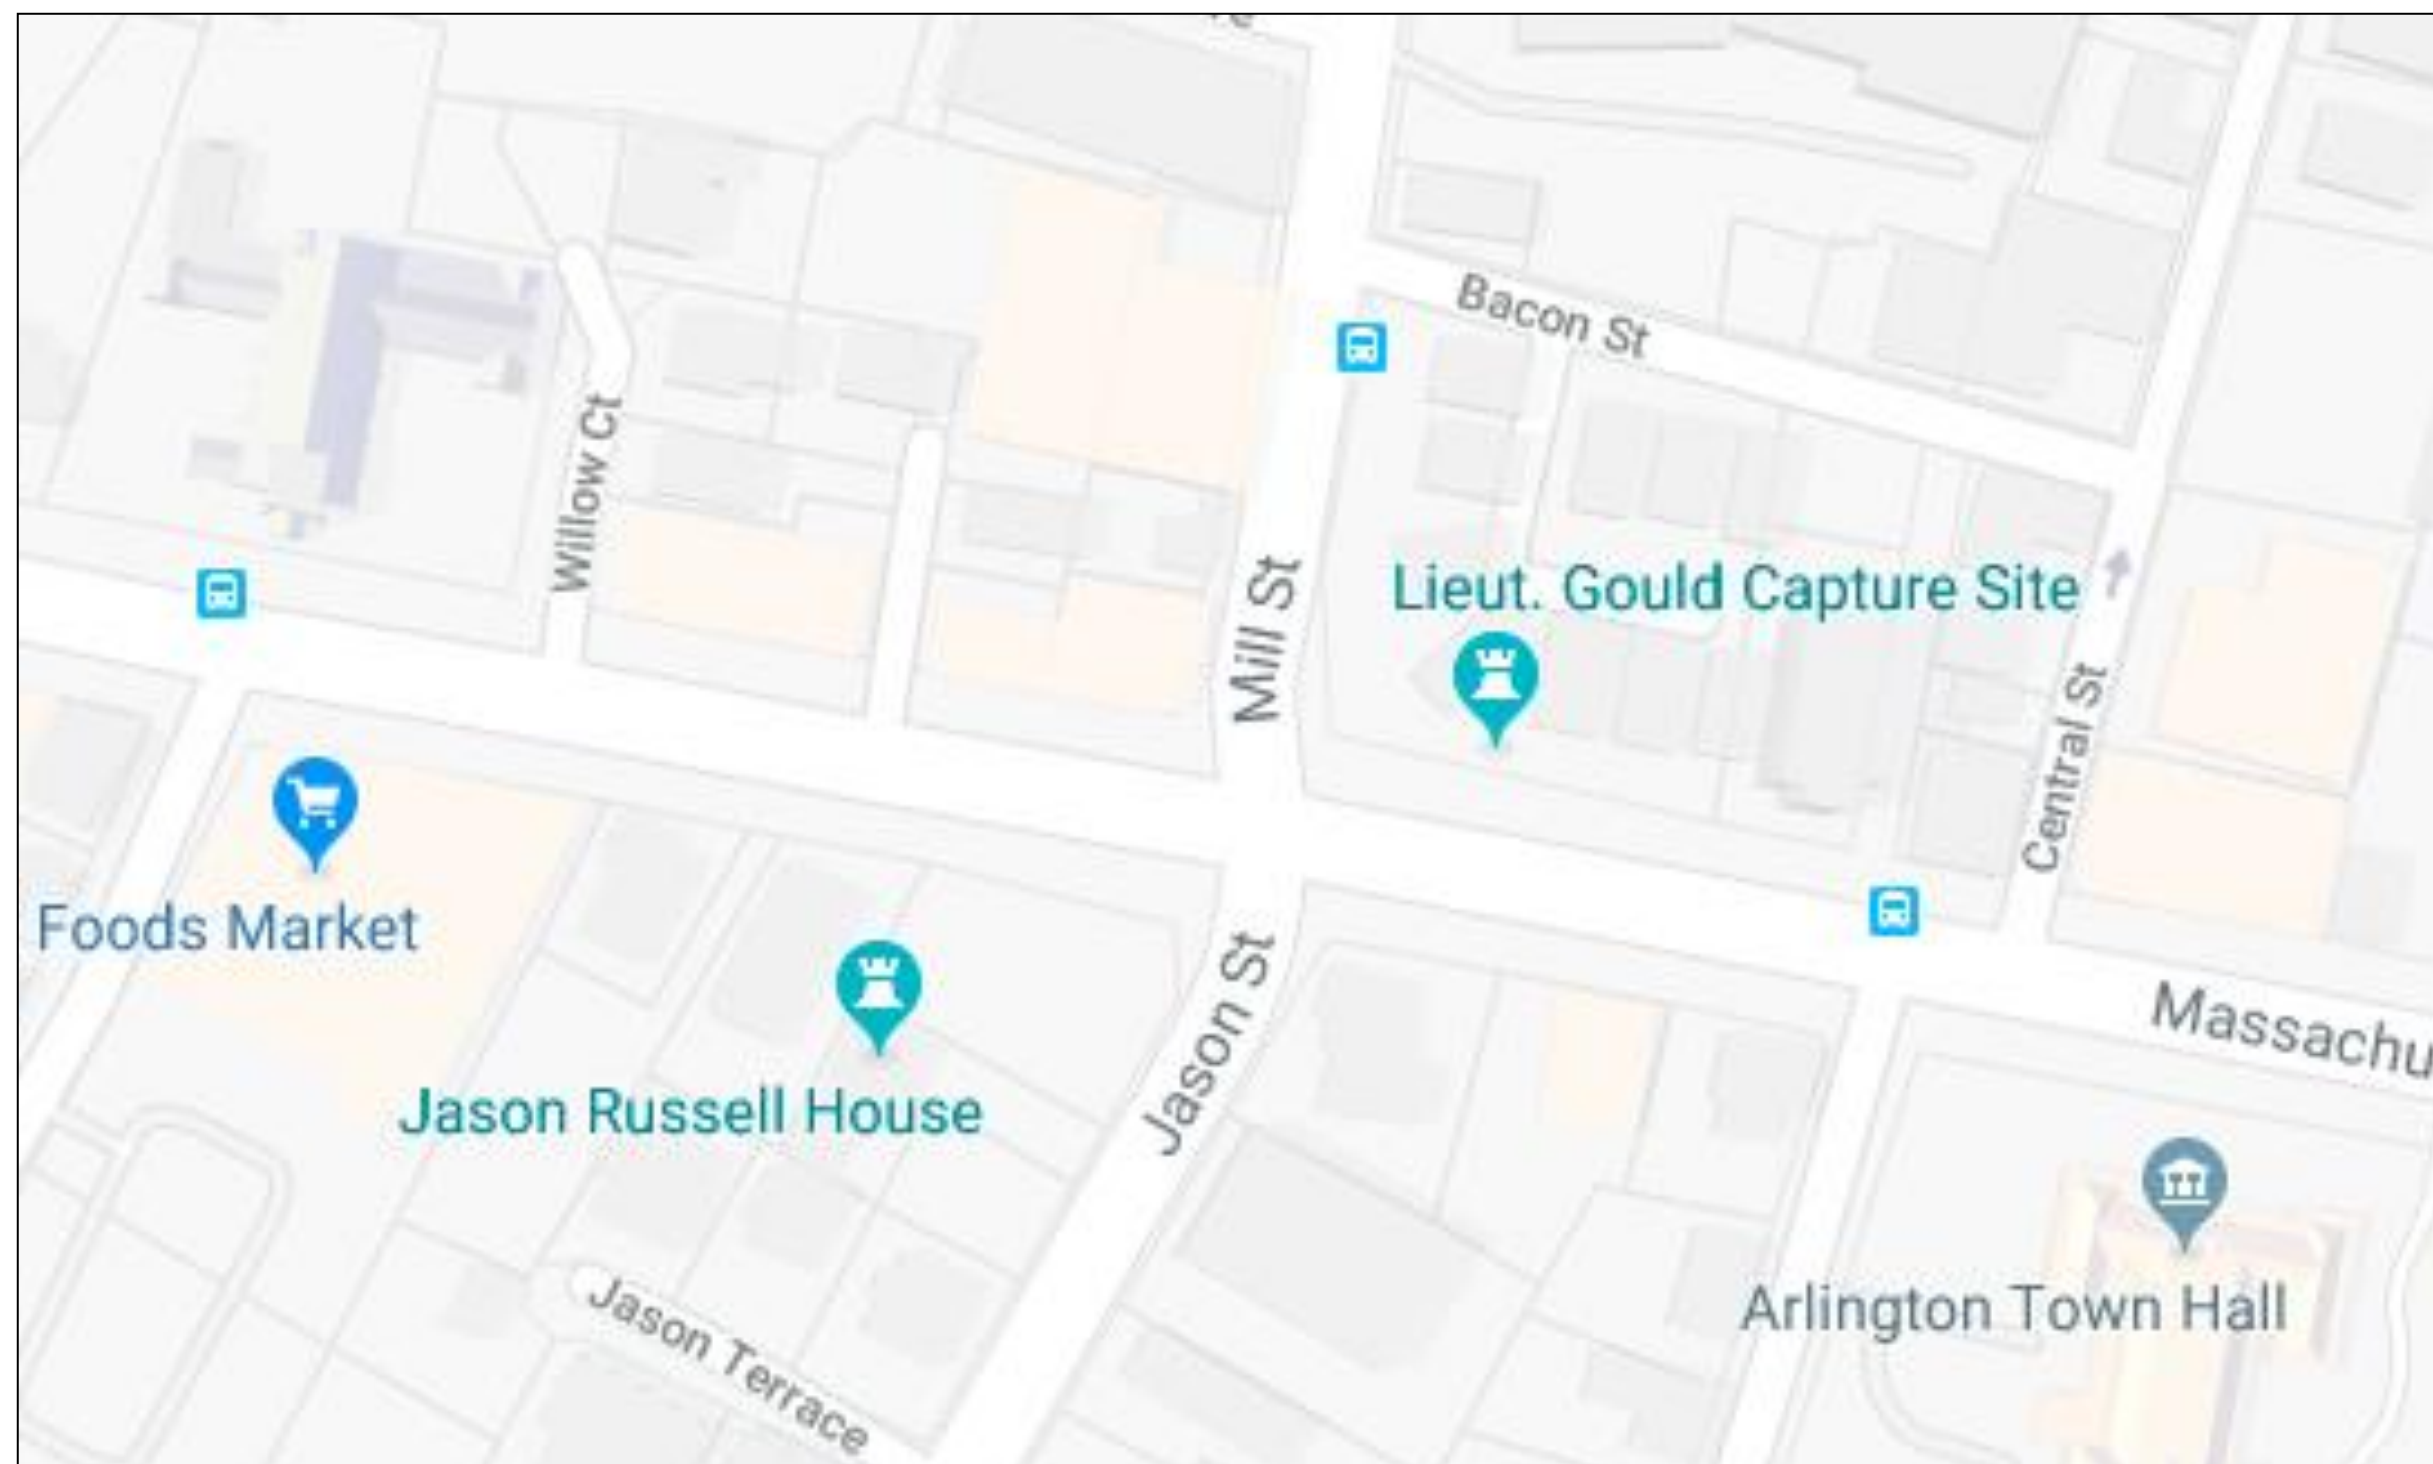 Bacon St
Willow Ct
Mill St
Lieut. Gould Capture Site
Central St
Foods Market
Jason St
Massachu
Jason Russell House
Arlington Town Hall
Jason Terrace